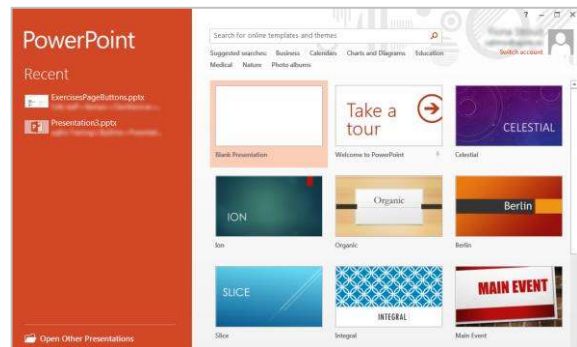 PowerPoint
Recent
ExercisesPageButtons.pptx
Presentation3.pptx
Open Other Presentations
?
Search for online templates and themes
Switch account
Suggested searches: Business Calendars Charts and Diagrams Education
Medical Nature Photo albums
Take a
tour
CELESTIAL
Blank Presentation
Welcome to PowerPoint
Celestial
ION
Organic
Berlin
Ion
Organic
Berlin
SLICE
INTEGRAL
MAIN EVENT
Slice
Integral
Main Event